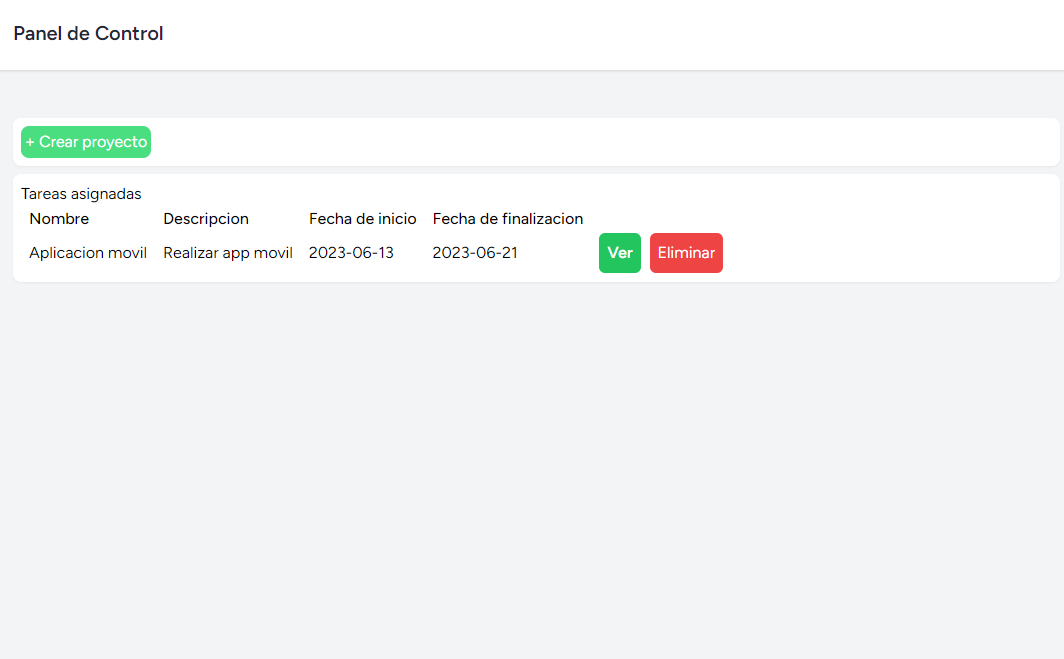 Panel de Control
+ Crear proyecto
Tareas asignadas
Nombre Descripcion Fecha de inicio Fecha de finalizacion
Aplicacion movil Realizar app movil 2023-06-13 2023-06-21 Ver Eliminar